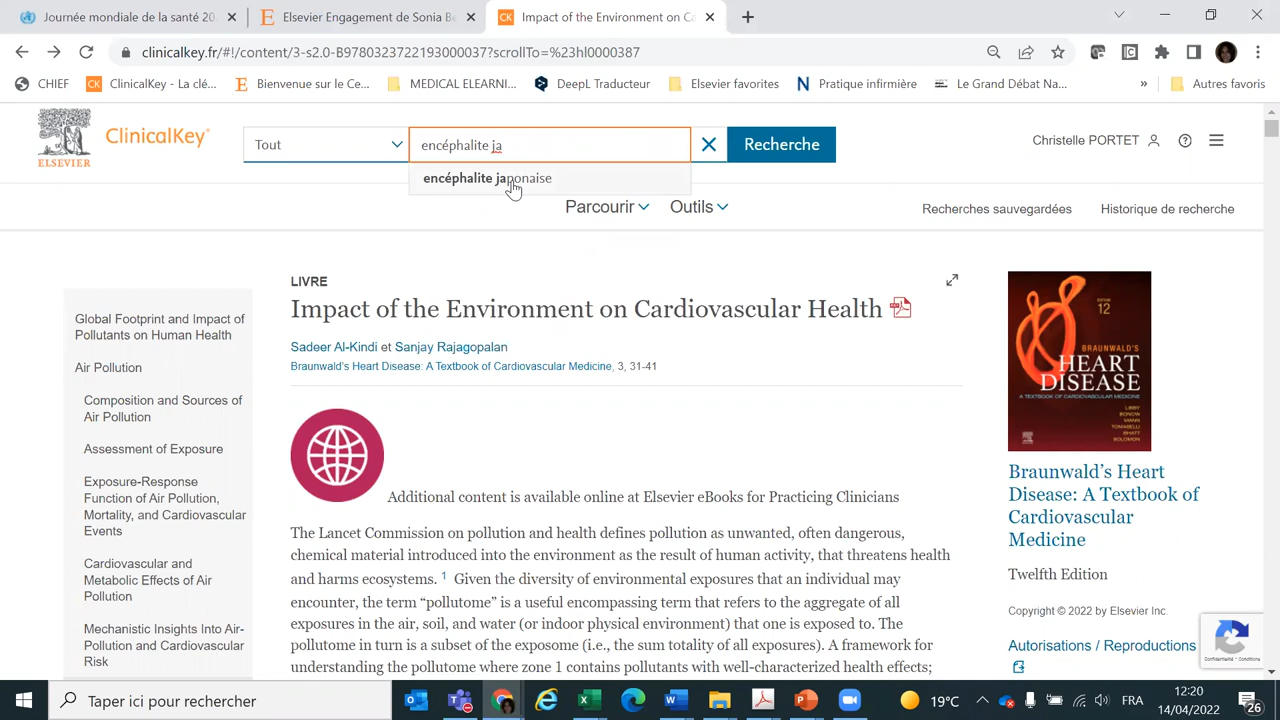 Journée mondiale de la santé 20
Elsevier Engagement de Sonia Be
Impact of the Environment on C
clinicalkey.fr/#!/content/3-s2.0-B9780323722193000037?scrollTo=%23hl0000387
CHIEF
ClinicalKey - La clé...
Bienvenue sur le Ce...
MEDICAL ELEARNI...
DeepL Traducteur
Elsevier favorites
Pratique infirmière
Le Grand Débat Na...
»
Autres favoris
ELSEVIER
ClinicalKey®
Tout
encéphalite ja
Recherche
Christelle PORTET
encéphalite japonaise
Parcourir
Outils
Recherches sauvegardées
Historique de recherche
Global Footprint and Impact of
Pollutants on Human Health
Air Pollution
Composition and Sources of
Air Pollution
Assessment of Exposure
Exposure-Response
Function of Air Pollution,
Mortality, and Cardiovascular
Events
Cardiovascular and
Metabolic Effects of Air
Pollution
Mechanistic Insights Into Air-
Pollution and Cardiovascular
Risk
LIVRE
Impact of the Environment on Cardiovascular Health
Sadeer Al-Kindi et Sanjay Rajagopalan
Braunwald's Heart Disease: A Textbook of Cardiovascular Medicine, 3, 31-41
Additional content is available online at Elsevier eBooks for Practicing Clinicians
The Lancet Commission on pollution and health defines pollution as unwanted, often dangerous,
chemical material introduced into the environment as the result of human activity, that threatens health
and harms ecosystems. 1 Given the diversity of environmental exposures that an individual may
encounter, the term “pollutome” is a useful encompassing term that refers to the aggregate of all
exposures in the air, soil, and water (or indoor physical environment) that one is exposed to. The
pollutome in turn is a subset of the exposome (i.e., the sum totality of all exposures). A framework for
understanding the pollutome where zone 1 contains pollutants with well-characterized health effects;
EDITION
12
BRAUNWALD'S
HEART
DISEASE
A TEXTBOOK OF CARDIOVASCULAR MEDICINE
LIBBY
BONOW
MANN
TOMASELLI
BHATT
SOLOMON
Braunwald's Heart
Disease: A Textbook of
Cardiovascular
Medicine
Twelfth Edition
Copyright © 2022 by Elsevier Inc.
Autorisations / Reproductions
Confidentialité - Conditions
Taper ici pour rechercher
19°C
FRA
12:20
14/04/2022
26